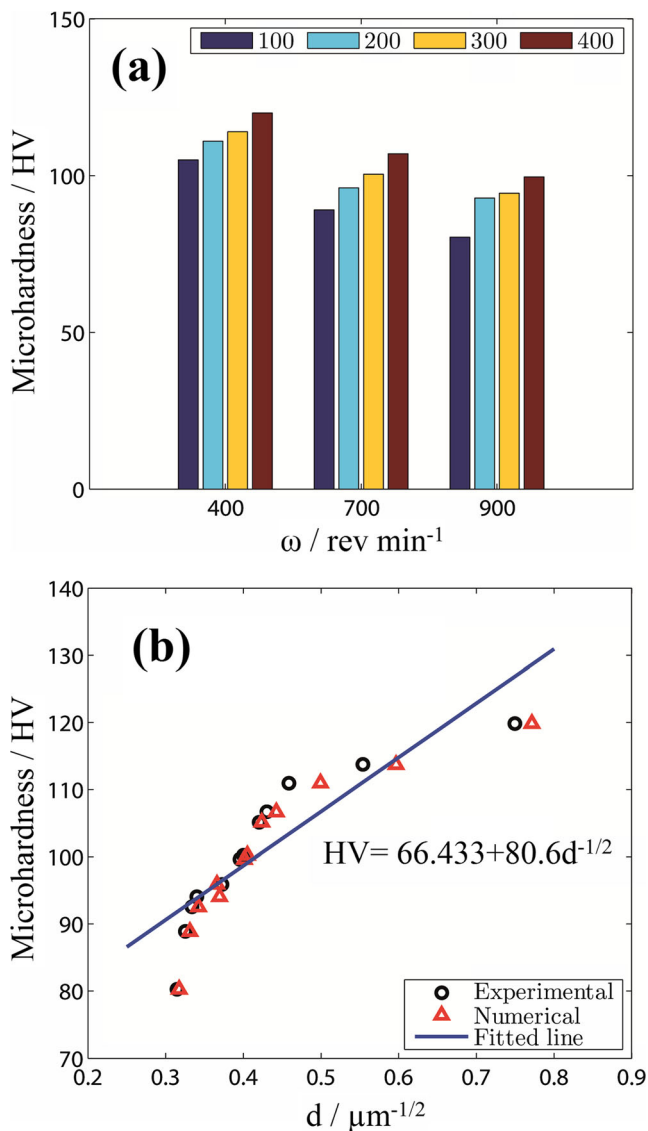 150
100 200 300 400
(a)
100
50
0
Microhardness / HV
400 700 900
ω / rev min⁻¹
140
(b)
130
120
110
100
90
80
70
Microhardness / HV
HV= 66.433+80.6d⁻¹/²
Experimental
Numerical
Fitted line
0.2 0.3 0.4 0.5 0.6 0.7 0.8 0.9
d / µm⁻¹/²